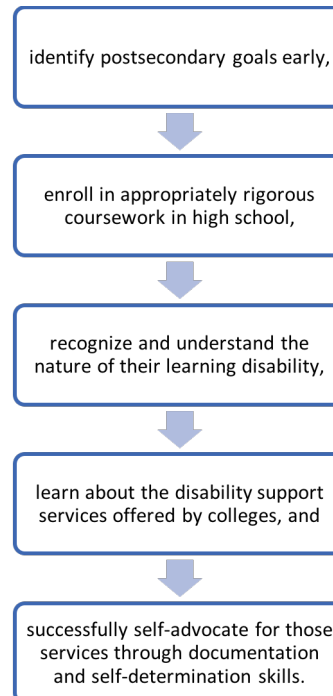 identify postsecondary goals early,
enroll in appropriately rigorous
coursework in high school,
recognize and understand the
nature of their learning disability,
learn about the disability support
services offered by colleges, and
successfully self-advocate for those
services through documentation
and self-determination skills.